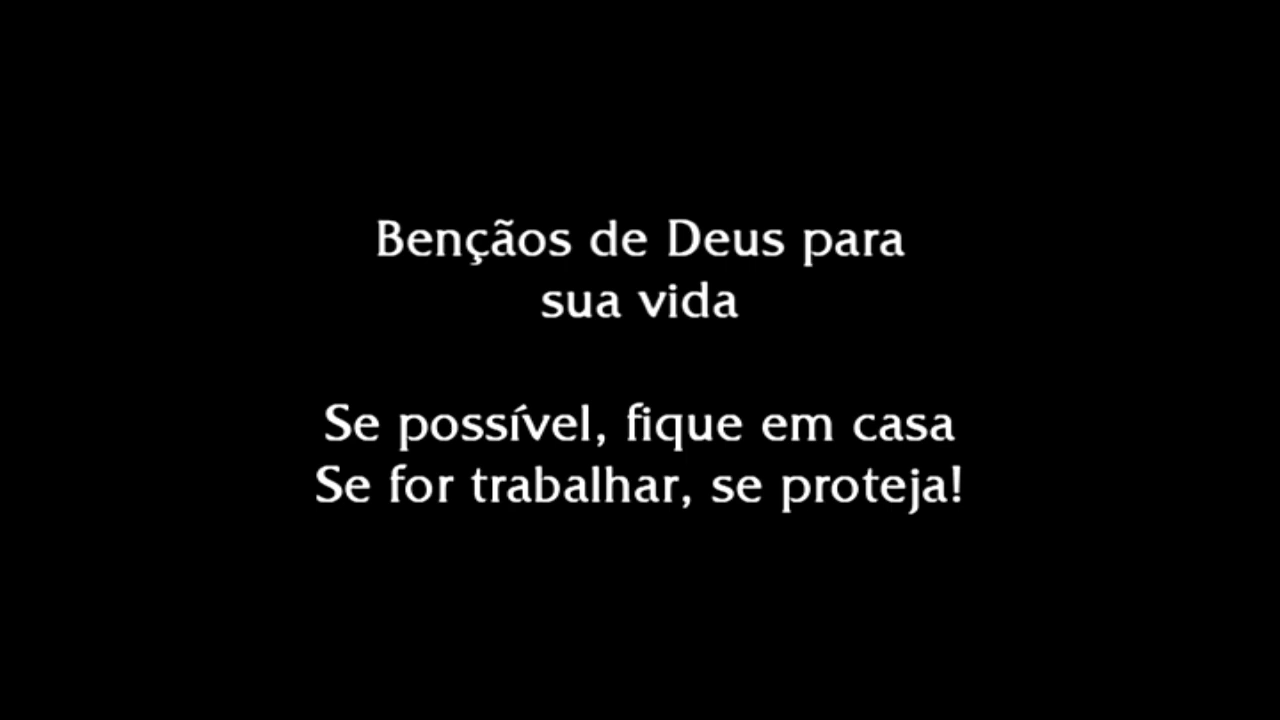 Bençãos de Deus para
sua vida
Se possível, fique em casa
Se for trabalhar, se proteja!